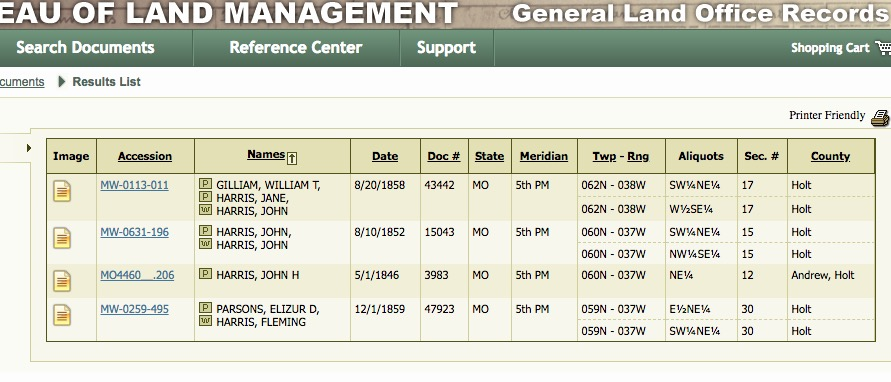 EAU OF LAND MANAGEMENT General Land Office Records
Search Documents Reference Center Support Shopping Cart
cuments Results List
Printer Friendly
Image Accession Names Date Doc # State Meridian Twp - Rng Aliquots Sec. # County
MW-0113-011 P GILLIAM, WILLIAM T, 8/20/1858 43442 MO 5th PM 062N - 038W SW¼NE¼ 17 Holt
P HARRIS, JANE,
W HARRIS, JOHN 062N - 038W W½SE¼ 17 Holt
MW-0631-196 P HARRIS, JOHN, 8/10/1852 15043 MO 5th PM 060N - 037W SW¼NE¼ 15 Holt
W HARRIS, JOHN 060N - 037W NW¼SE¼ 15 Holt
MO4460__.206 P HARRIS, JOHN H 5/1/1846 3983 MO 5th PM 060N - 037W NE¼ 12 Andrew, Holt
MW-0259-495 P PARSONS, ELIZUR D, 12/1/1859 47923 MO 5th PM 059N - 037W E½NE¼ 30 Holt
W HARRIS, FLEMING 059N - 037W SW¼NE¼ 30 Holt